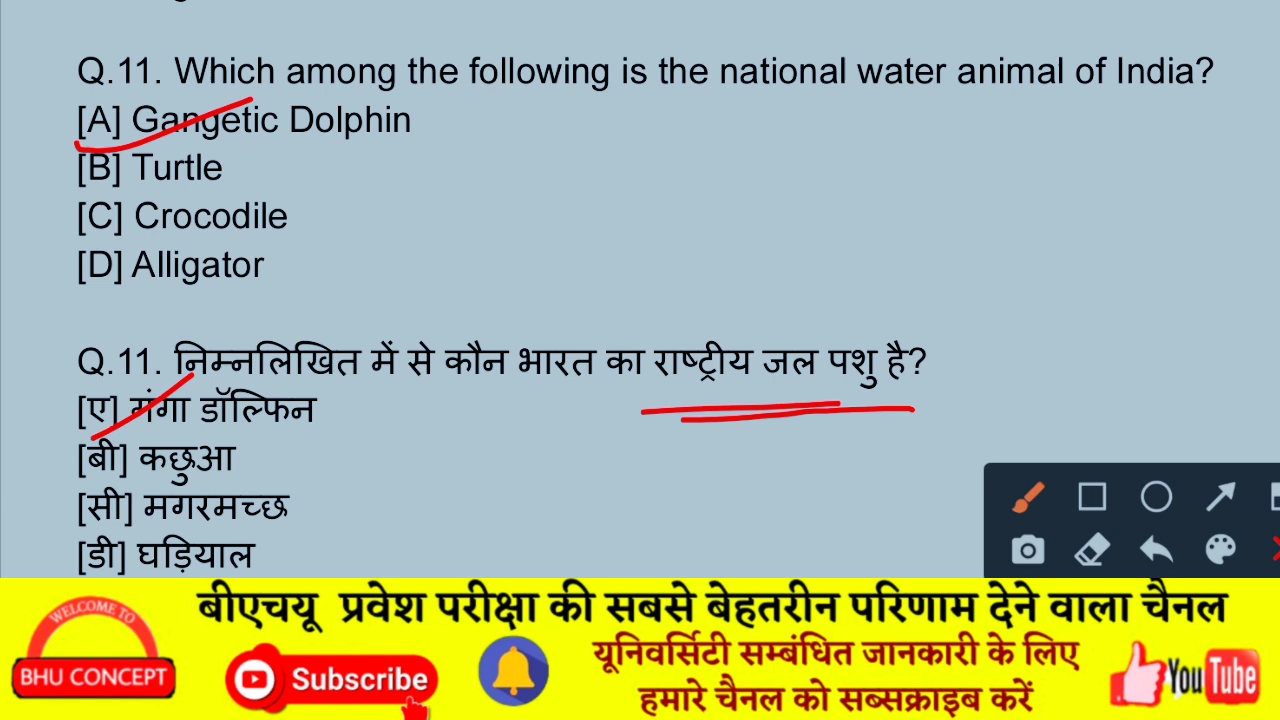 Q.11. Which among the following is the national water animal of India?
[A] Gangetic Dolphin
[B] Turtle
[C] Crocodile
[D] Alligator
Q.11. निम्नलिखित में से कौन भारत का राष्ट्रीय जल पशु है?
[ए] गंगा डॉल्फिन
[बी] कछुआ
[सी] मगरमच्छ
[डी] घड़ियाल
बीएचयू प्रवेश परीक्षा की सबसे बेहतरीन परिणाम देने वाला चैनल
WELCOME TO
BHU CONCEPT
Subscribe
यूनिवर्सिटी सम्बंधित जानकारी के लिए
हमारे चैनल को सब्सक्राइब करें
YouTube